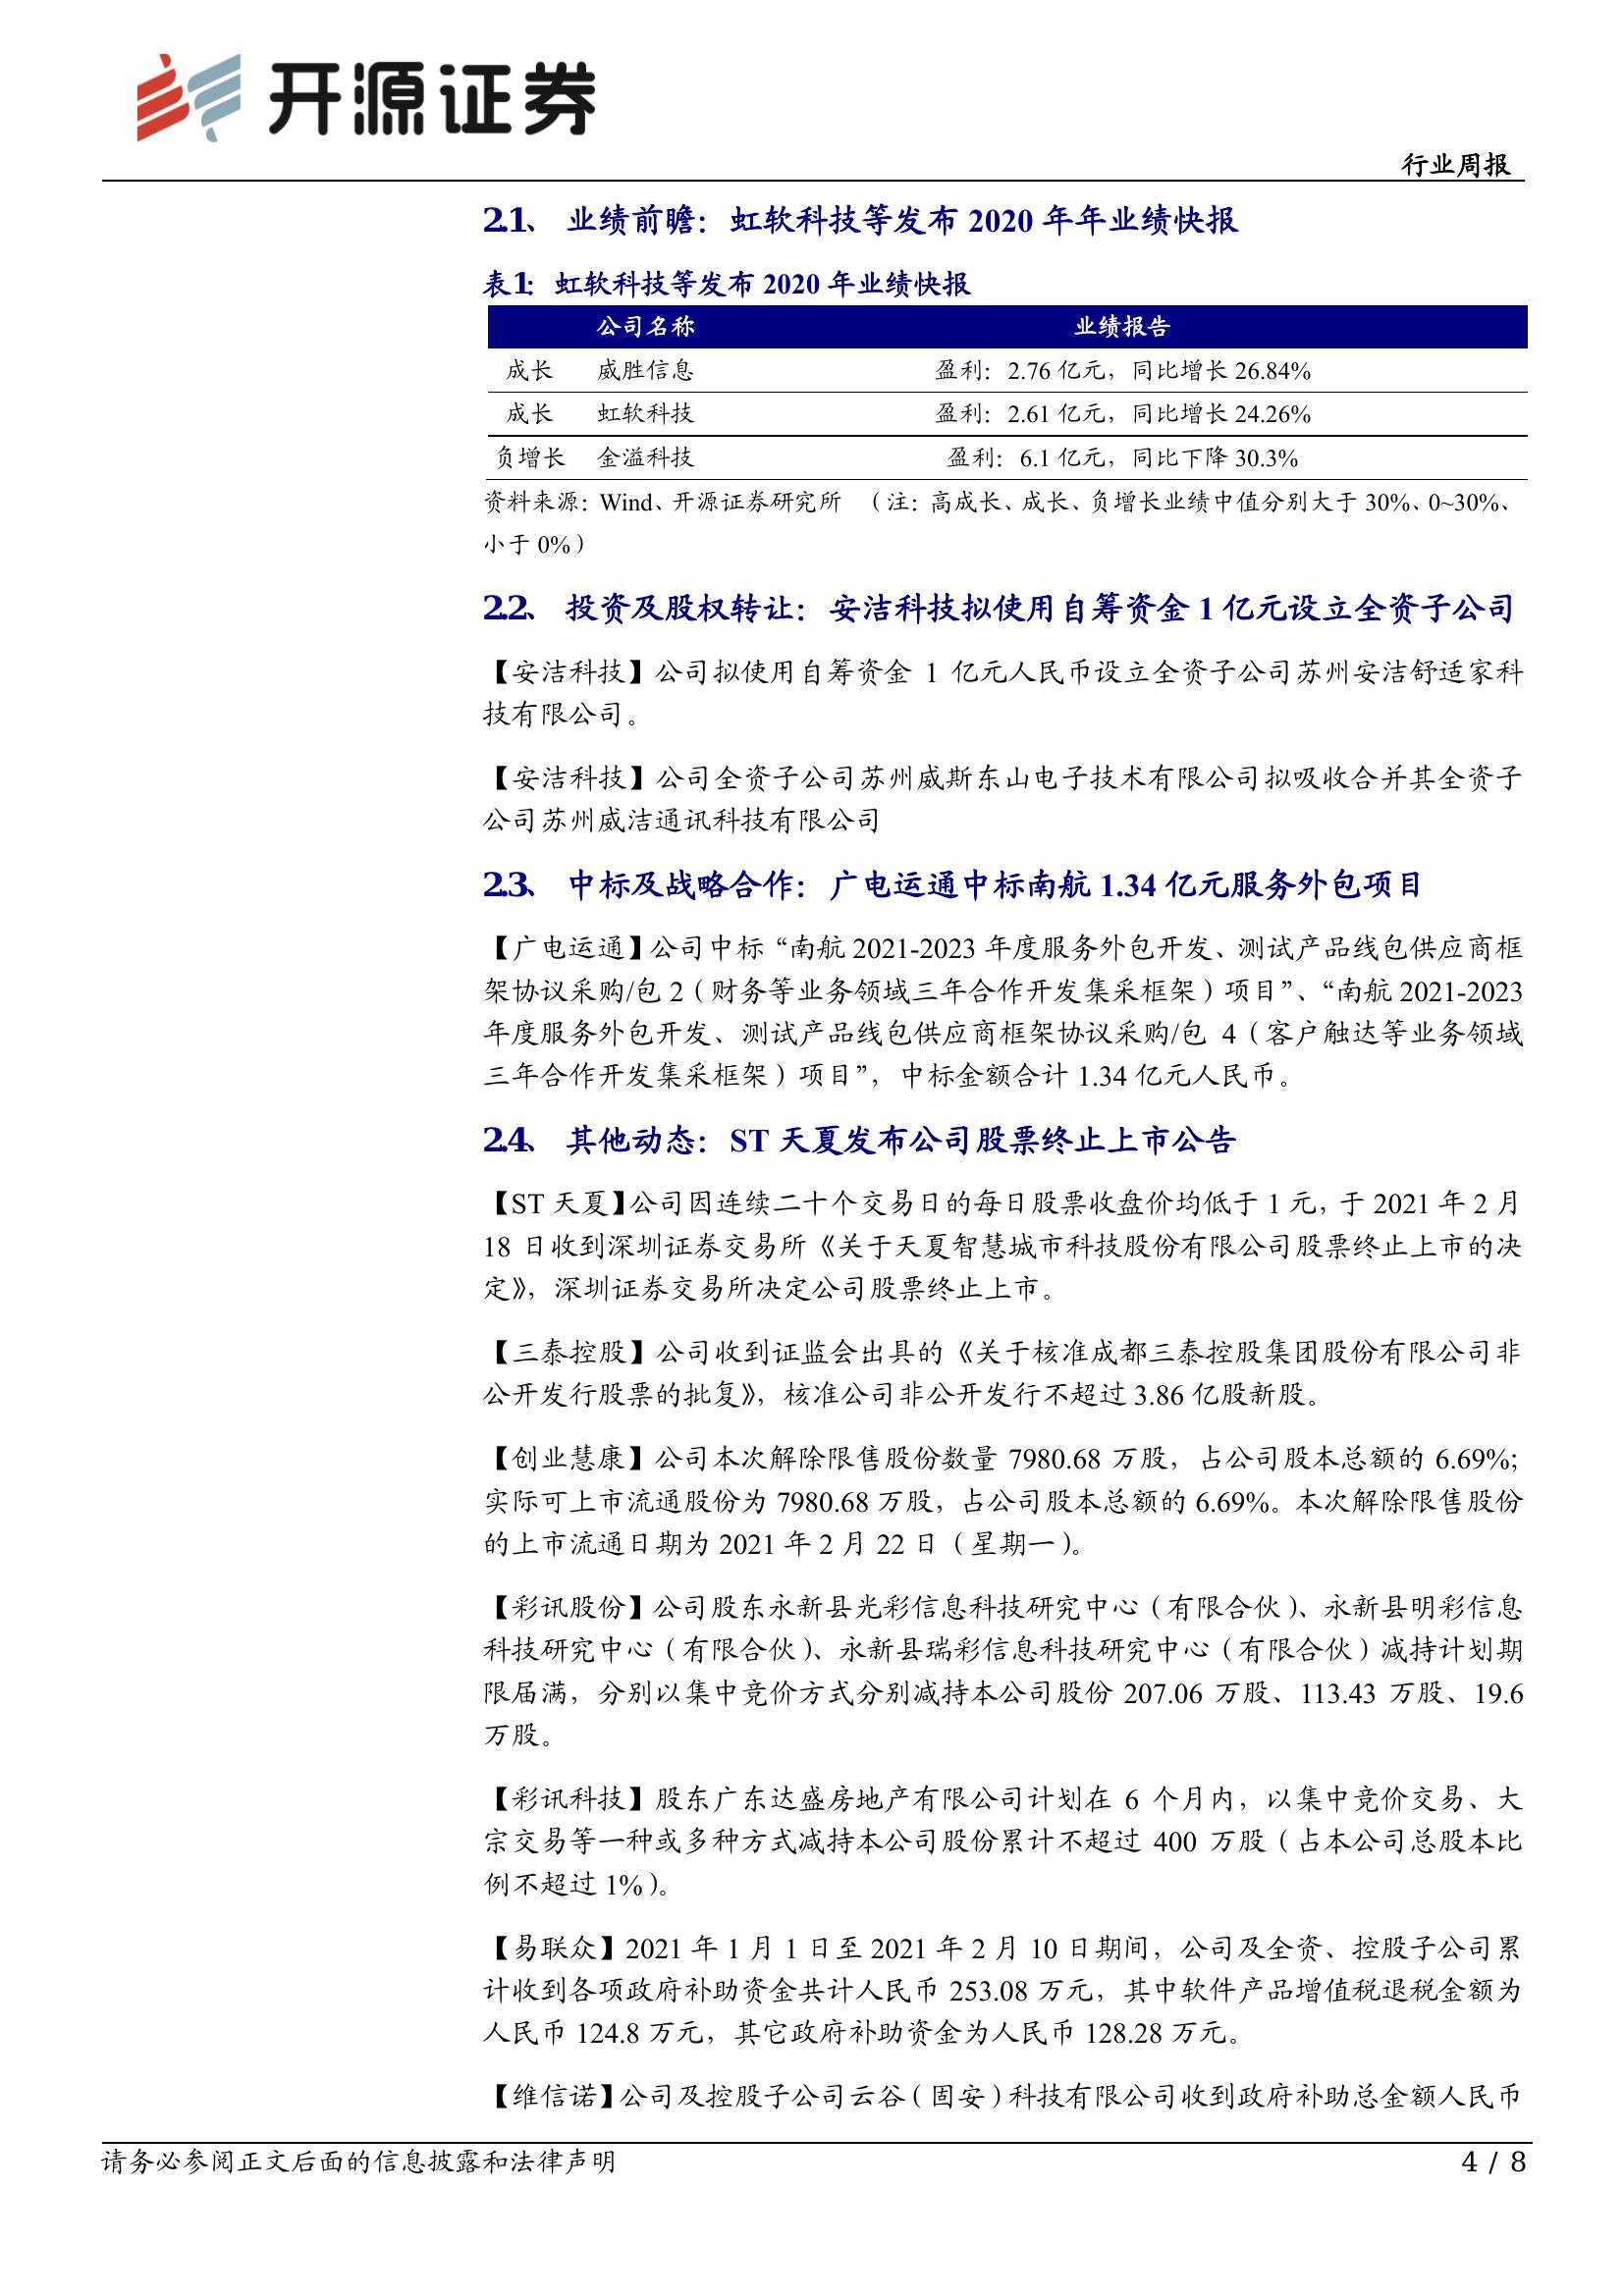 开源证券
行业周报
2.1、 业绩前瞻：虹软科技等发布 2020 年年业绩快报
表1： 虹软科技等发布 2020 年业绩快报
公司名称 业绩报告
成长 威胜信息 盈利：2.76 亿元，同比增长 26.84%
成长 虹软科技 盈利：2.61 亿元，同比增长 24.26%
负增长 金溢科技 盈利：6.1 亿元，同比下降 30.3%
资料来源：Wind、开源证券研究所 （注：高成长、成长、负增长业绩中值分别大于 30%、0~30%、
小于 0%）
2.2、 投资及股权转让：安洁科技拟使用自筹资金 1 亿元设立全资子公司
【安洁科技】公司拟使用自筹资金 1 亿元人民币设立全资子公司苏州安洁舒适家科
技有限公司。
【安洁科技】公司全资子公司苏州威斯东山电子技术有限公司拟吸收合并其全资子
公司苏州威洁通讯科技有限公司
2.3、 中标及战略合作：广电运通中标南航 1.34 亿元服务外包项目
【广电运通】公司中标“南航 2021-2023 年度服务外包开发、测试产品线包供应商框
架协议采购/包 2（财务等业务领域三年合作开发集采框架）项目”、“南航 2021-2023
年度服务外包开发、测试产品线包供应商框架协议采购/包 4（客户触达等业务领域
三年合作开发集采框架）项目”，中标金额合计 1.34 亿元人民币。
2.4、 其他动态：ST 天夏发布公司股票终止上市公告
【ST 天夏】公司因连续二十个交易日的每日股票收盘价均低于 1 元，于 2021 年 2 月
18 日收到深圳证券交易所《关于天夏智慧城市科技股份有限公司股票终止上市的决
定》，深圳证券交易所决定公司股票终止上市。
【三泰控股】公司收到证监会出具的《关于核准成都三泰控股集团股份有限公司非
公开发行股票的批复》，核准公司非公开发行不超过 3.86 亿股新股。
【创业慧康】公司本次解除限售股份数量 7980.68 万股，占公司股本总额的 6.69%；
实际可上市流通股份为 7980.68 万股，占公司股本总额的 6.69%。本次解除限售股份
的上市流通日期为 2021 年 2 月 22 日（星期一）。
【彩讯股份】公司股东永新县光彩信息科技研究中心（有限合伙）、永新县明彩信息
科技研究中心（有限合伙）、永新县瑞彩信息科技研究中心（有限合伙）减持计划期
限届满，分别以集中竞价方式分别减持本公司股份 207.06 万股、113.43 万股、19.6
万股。
【彩讯科技】股东广东达盛房地产有限公司计划在 6 个月内，以集中竞价交易、大
宗交易等一种或多种方式减持本公司股份累计不超过 400 万股（占本公司总股本比
例不超过 1%）。
【易联众】2021 年 1 月 1 日至 2021 年 2 月 10 日期间，公司及全资、控股子公司累
计收到各项政府补助资金共计人民币 253.08 万元，其中软件产品增值税退税金额为
人民币 124.8 万元，其它政府补助资金为人民币 128.28 万元。
【维信诺】公司及控股子公司云谷（固安）科技有限公司收到政府补助总金额人民币
请务必参阅正文后面的信息披露和法律声明
4 / 8